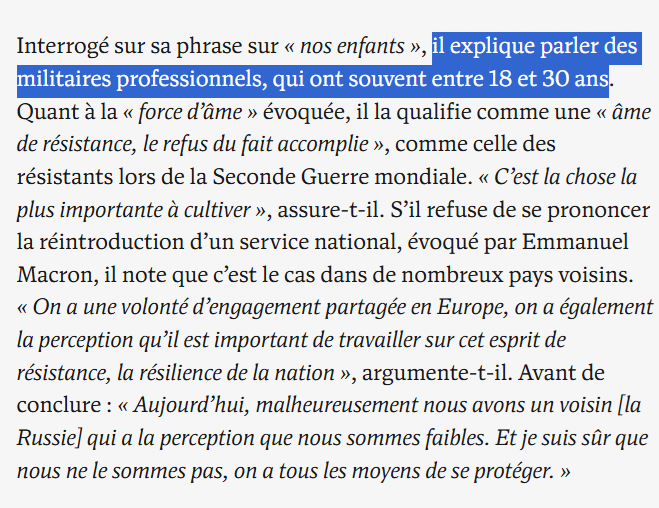 Interrogé sur sa phrase sur « nos enfants », il explique parler des
militaires professionnels, qui ont souvent entre 18 et 30 ans.
Quant à la « force d’âme » évoquée, il la qualifie comme une « âme
de résistance, le refus du fait accomplie », comme celle des
résistants lors de la Seconde Guerre mondiale. « C’est la chose la
plus importante à cultiver », assure-t-il. S’il refuse de se prononcer
la réintroduction d’un service national, évoqué par Emmanuel
Macron, il note que c’est le cas dans de nombreux pays voisins.
« On a une volonté d’engagement partagée en Europe, on a également
la perception qu’il est important de travailler sur cet esprit de
résistance, la résilience de la nation », argumente-t-il. Avant de
conclure : « Aujourd’hui, malheureusement nous avons un voisin [la
Russie] qui a la perception que nous sommes faibles. Et je suis sûr que
nous ne le sommes pas, on a tous les moyens de se protéger. »